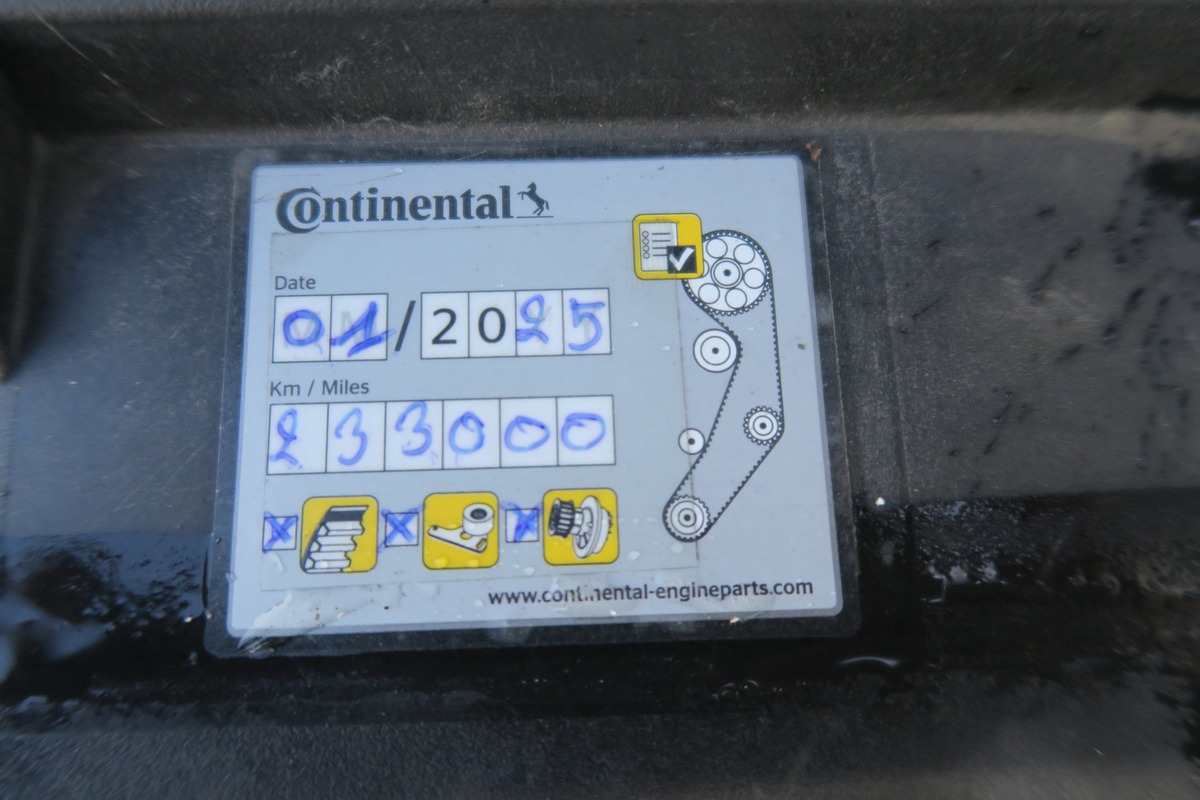 Continental
Date
01/2025
Km / Miles
233000
www.continental-engineparts.com